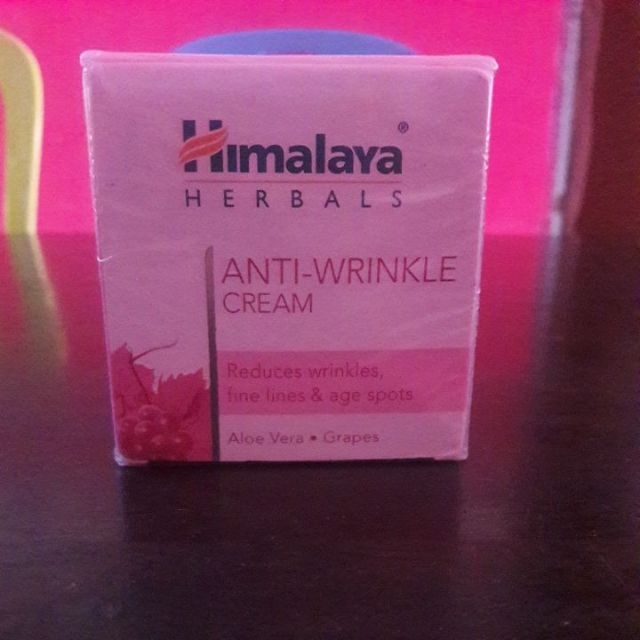 Himalaya®
HERBALS
ANTI-WRINKLE
CREAM
Reduces wrinkles,
fine lines & age spots
Aloe Vera • Grapes